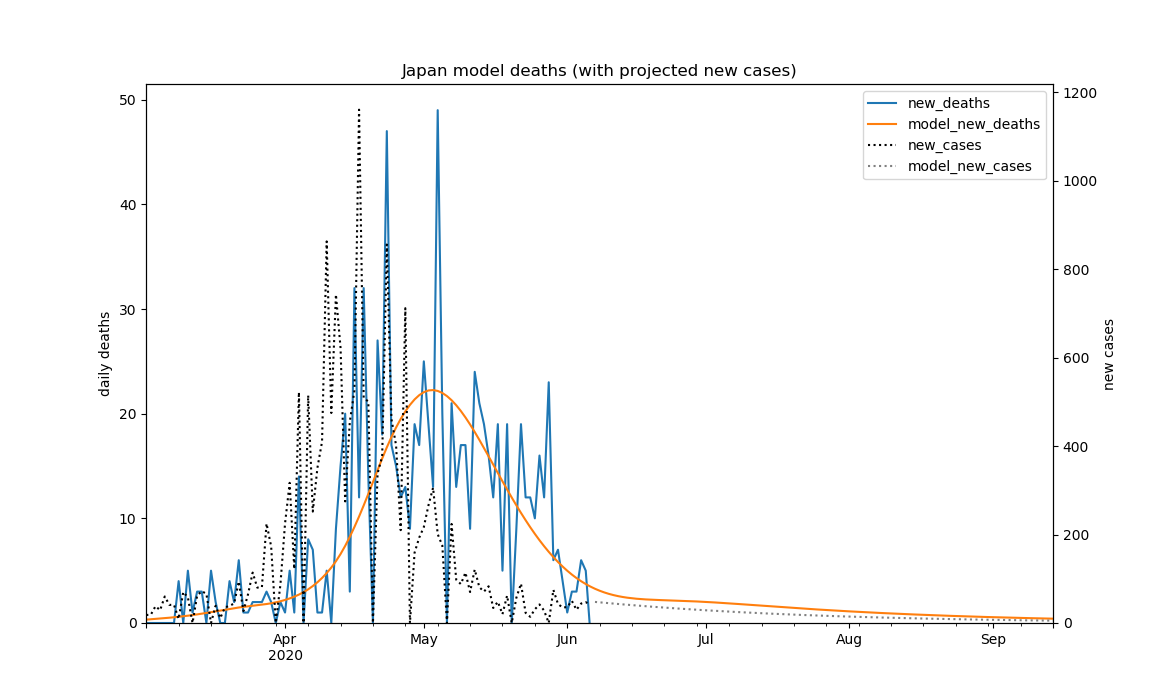 Japan model deaths (with projected new cases)
50
40
30
20
10
0
daily deaths
1200
1000
800
600
400
200
0
new cases
new_deaths
model_new_deaths
new_cases
model_new_cases
Apr
2020
May
Jun
Jul
Aug
Sep